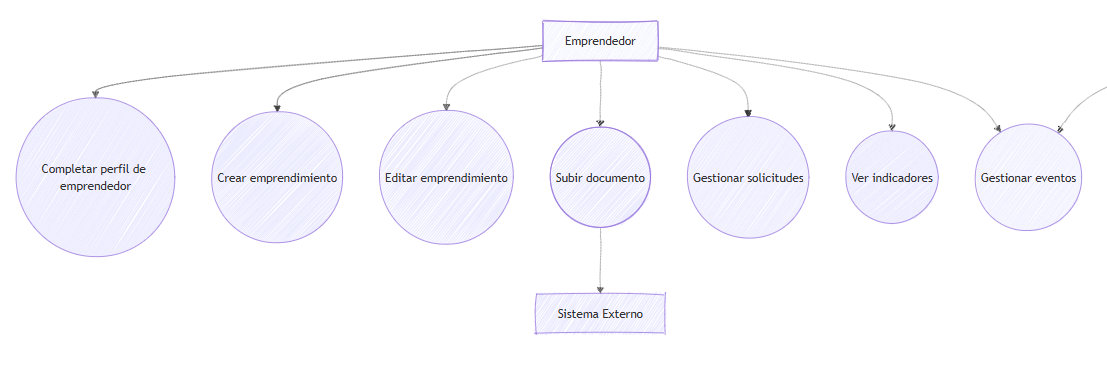 Emprendedor
Completar perfil de
emprendedor
Crear emprendimiento
Editar emprendimiento
Subir documento
Gestionar solicitudes
Ver indicadores
Gestionar eventos
Sistema Externo